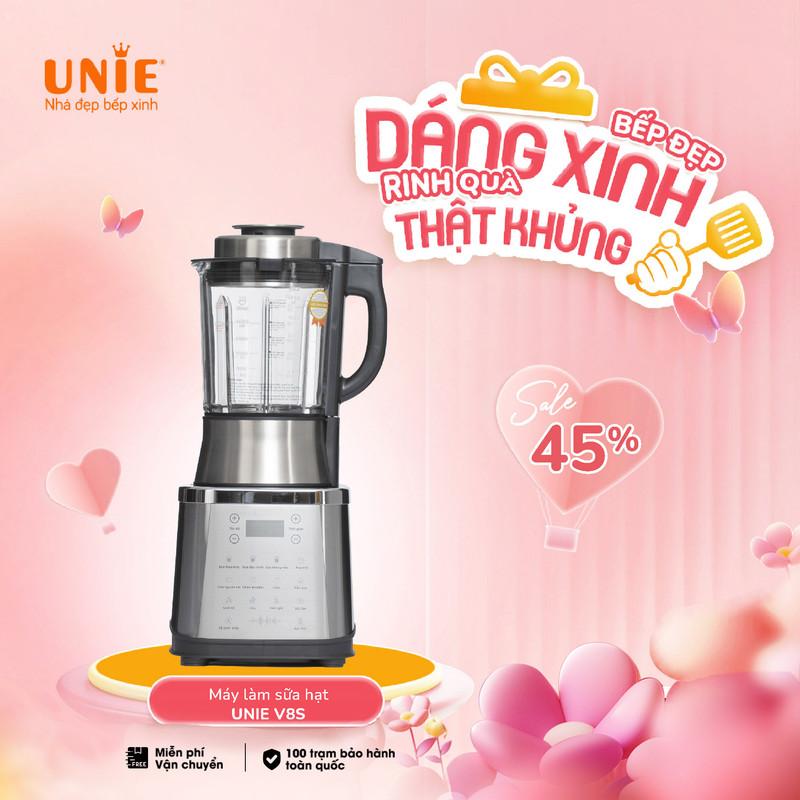 UNIE®
Nhà đẹp bếp xinh
BẾP ĐẸP
DÁNG XINH
RINH QUÀ
THẬT KHỦNG
Sale
45%
Máy làm sữa hạt
UNIE V8S
FREE
Miễn phí
Vận chuyển
100 trạm bảo hành
toàn quốc